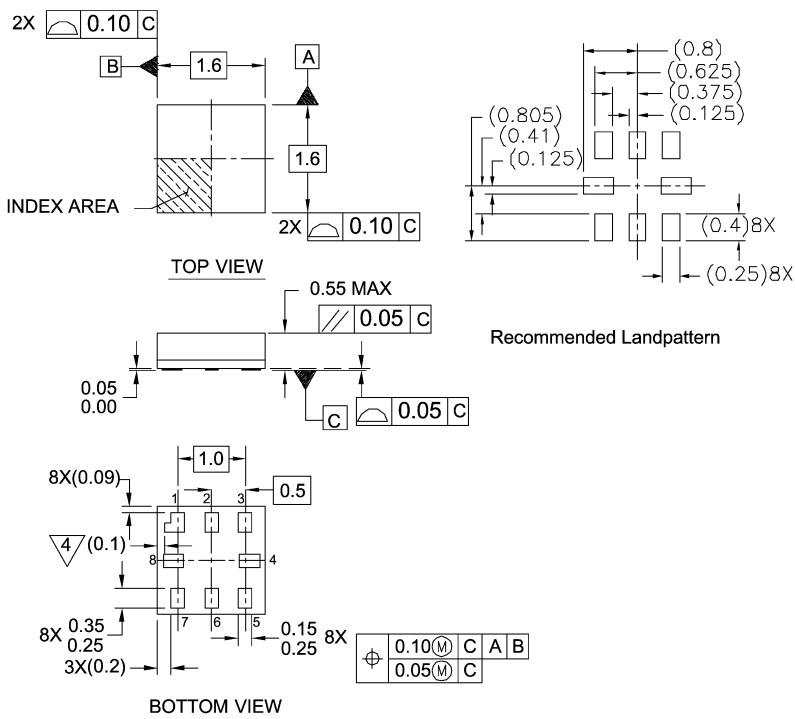 2X 0.10 C
B
1.6
A
1.6
INDEX AREA
2X 0.10 C
TOP VIEW
(0.8)
(0.625)
(0.375)
(0.125)
(0.805)
(0.41)
(0.125)
(0.4)8X
(0.25)8X
Recommended Landpattern
0.55 MAX
// 0.05 C
0.05
0.00
C
0.05 C
1.0
0.5
8X(0.09)
1 2 3
4 (0.1)
8 4
7 6 5
8X 0.35
0.25
3X(0.2)
0.15
0.25 8X
0.10 Ⓜ C A B
0.05 Ⓜ C
BOTTOM VIEW